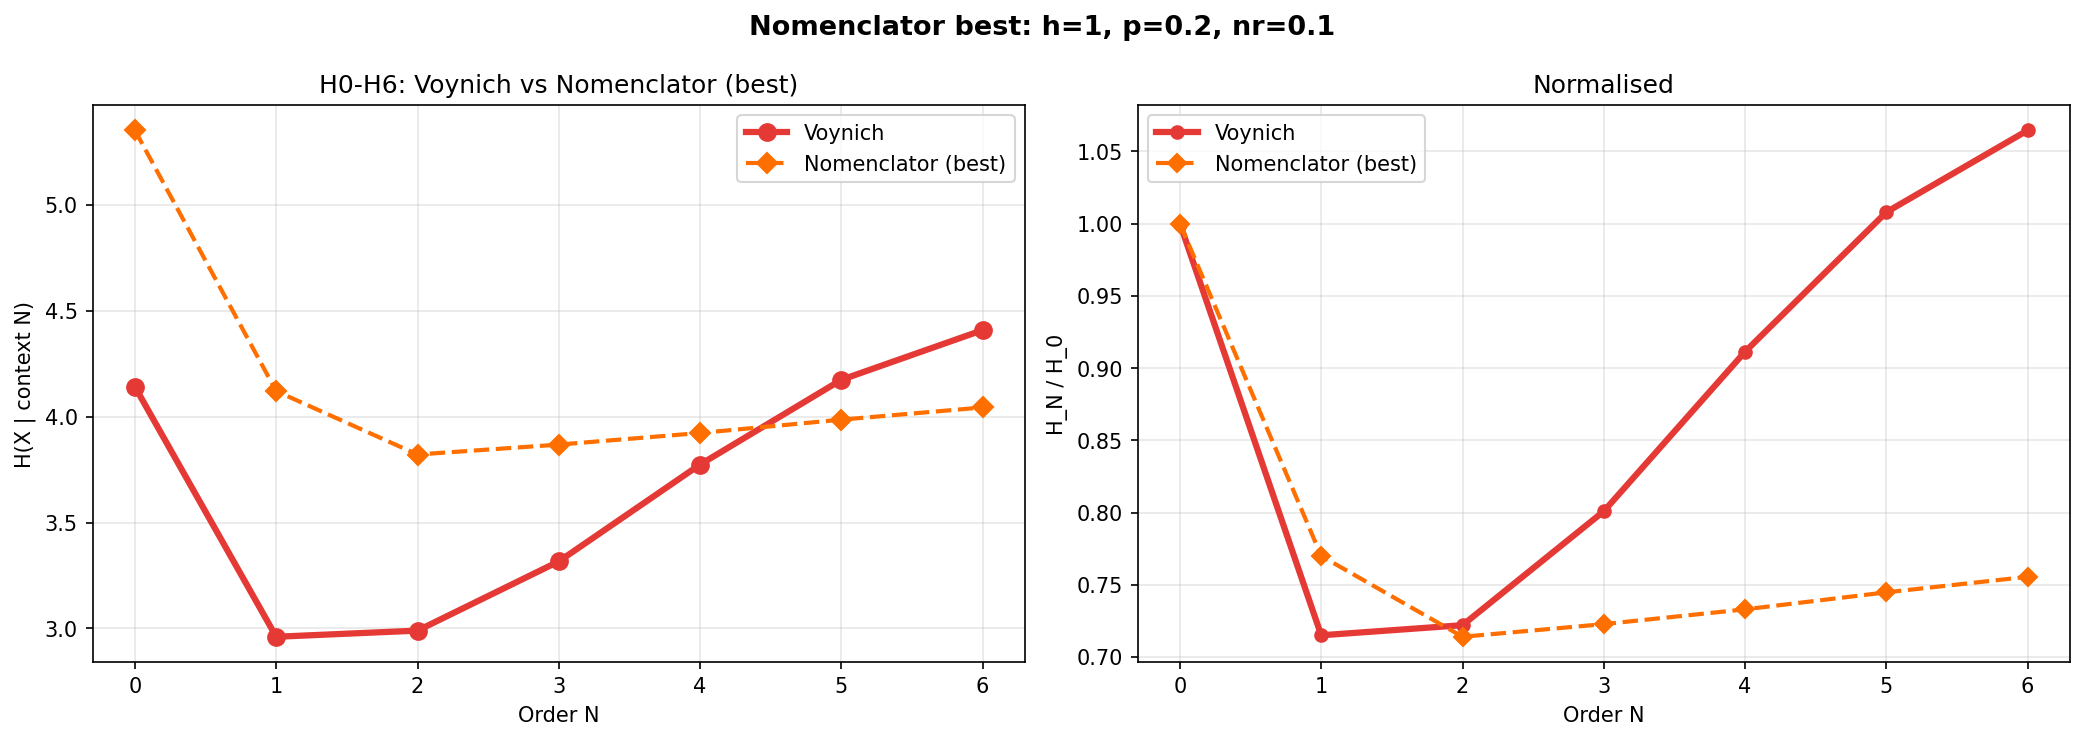 Nomenclator best: h=1, p=0.2, nr=0.1
H0-H6: Voynich vs Nomenclator (best)
Voynich
Nomenclator (best)
H(X | context N)
5.0
4.5
4.0
3.5
3.0
0 1 2 3 4 5 6
Order N
Normalised
Voynich
Nomenclator (best)
H_N / H_0
1.05
1.00
0.95
0.90
0.85
0.80
0.75
0.70
0 1 2 3 4 5 6
Order N